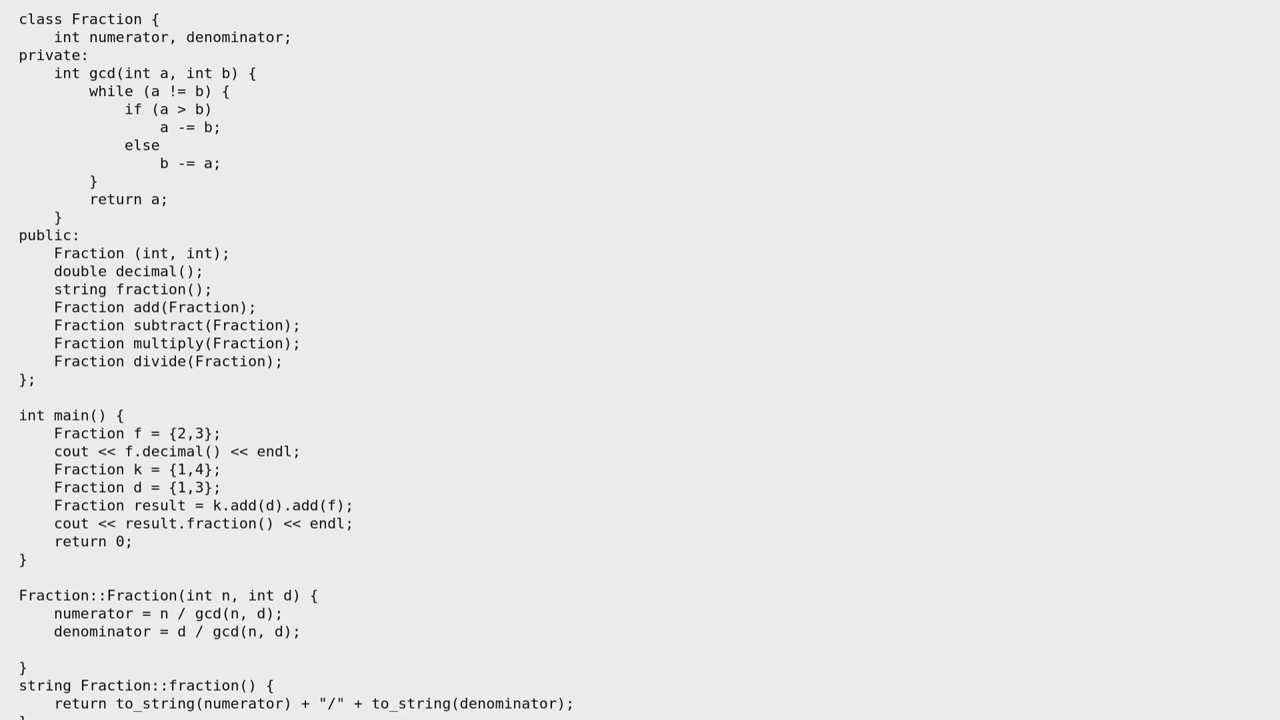 class Fraction {
    int numerator, denominator;
private:
    int gcd(int a, int b) {
        while (a != b) {
            if (a > b)
                a -= b;
            else
                b -= a;
        }
        return a;
    }
public:
    Fraction (int, int);
    double decimal();
    string fraction();
    Fraction add(Fraction);
    Fraction subtract(Fraction);
    Fraction multiply(Fraction);
    Fraction divide(Fraction);
};

int main() {
    Fraction f = {2,3};
    cout << f.decimal() << endl;
    Fraction k = {1,4};
    Fraction d = {1,3};
    Fraction result = k.add(d).add(f);
    cout << result.fraction() << endl;
    return 0;
}

Fraction::Fraction(int n, int d) {
    numerator = n / gcd(n, d);
    denominator = d / gcd(n, d);

}
string Fraction::fraction() {
    return to_string(numerator) + "/" + to_string(denominator);
}